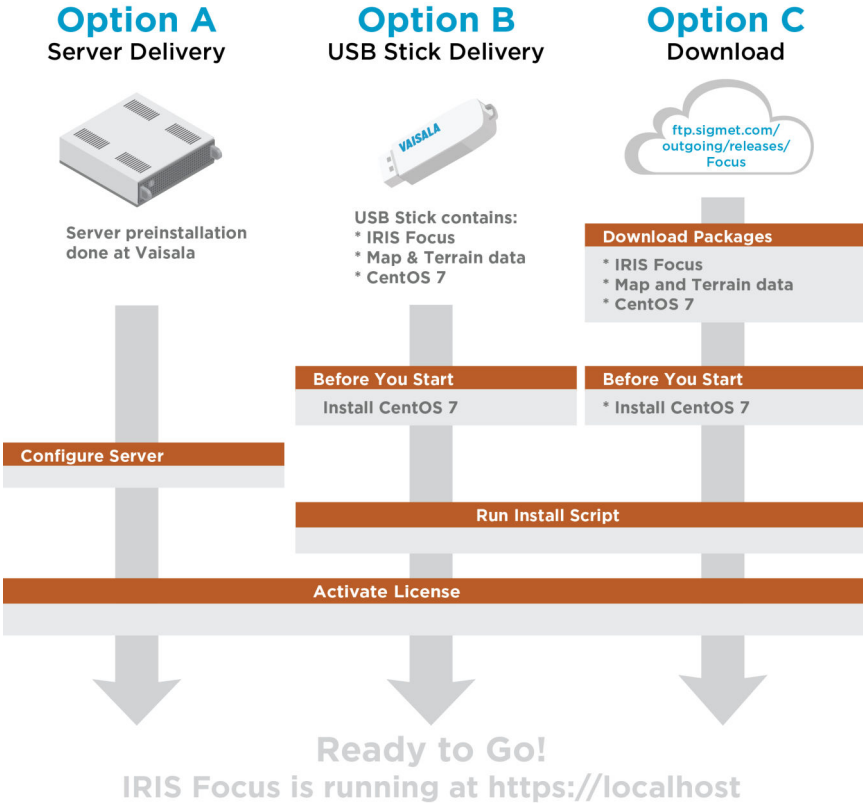 Option A
Server Delivery
Server preinstallation
done at Vaisala
Option B
USB Stick Delivery
VAISALA
USB Stick contains:
* IRIS Focus
* Map & Terrain data
* CentOS 7
Option C
Download
ftp.sigmet.com/
outgoing/releases/
Focus
Download Packages
* IRIS Focus
* Map and Terrain data
* CentOS 7
Before You Start
Install CentOS 7
Before You Start
* Install CentOS 7
Configure Server
Run Install Script
Activate License
Ready to Go!
IRIS Focus is running at https://localhost